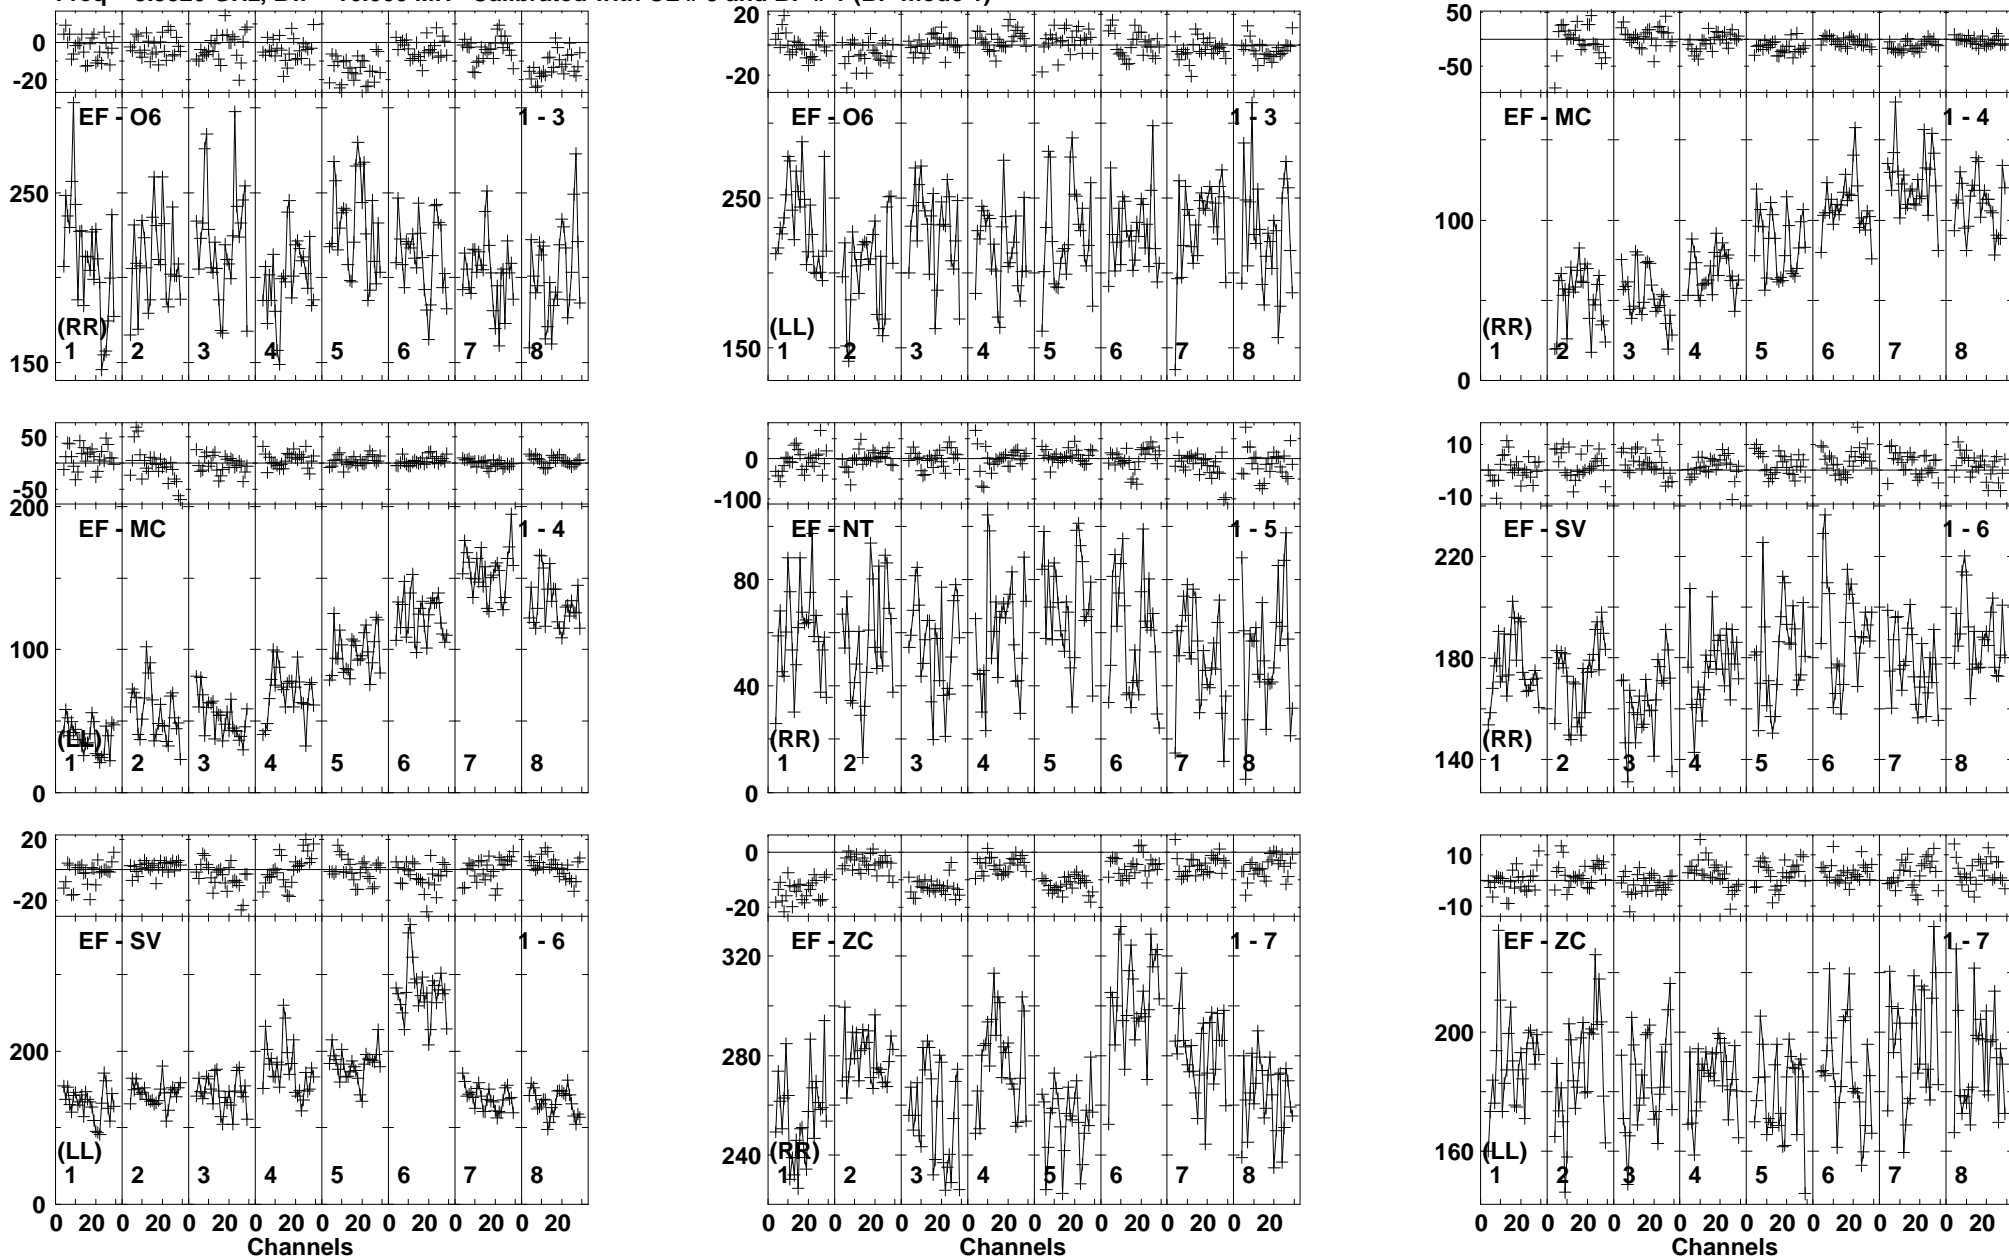 0 -20 EF - O6 1 - 3 250 (RR) 150 1 2 3 4 5 6 7 8
20 -20 EF - O6 1 - 3 250 (LL) 150 1 2 3 4 5 6 7 8
50 -50 EF - MC 1 - 4 100 (RR) 0 1 2 3 4 5 6 7 8
50 -50 200 EF - MC 1 - 4 100 (LL) 0 1 2 3 4 5 6 7 8
0 -100 EF - NT 1 - 5 80 40 (RR) 0 1 2 3 4 5 6 7 8
10 -10 EF - SV 1 - 6 220 180 140 (RR) 1 2 3 4 5 6 7 8
20 -20 EF - SV 1 - 6 200 (LL) 0 1 2 3 4 5 6 7 8
0 -20 EF - ZC 1 - 7 320 280 240 (RR) 1 2 3 4 5 6 7 8
10 -10 EF - ZC 1 - 7 200 160 (LL) 1 2 3 4 5 6 7 8
0 20 0 20 0 20 0 20 0 20 0 20 0 20 0 20
Channels
0 20 0 20 0 20 0 20 0 20 0 20 0 20 0 20
Channels
0 20 0 20 0 20 0 20 0 20 0 20 0 20 0 20
Channels